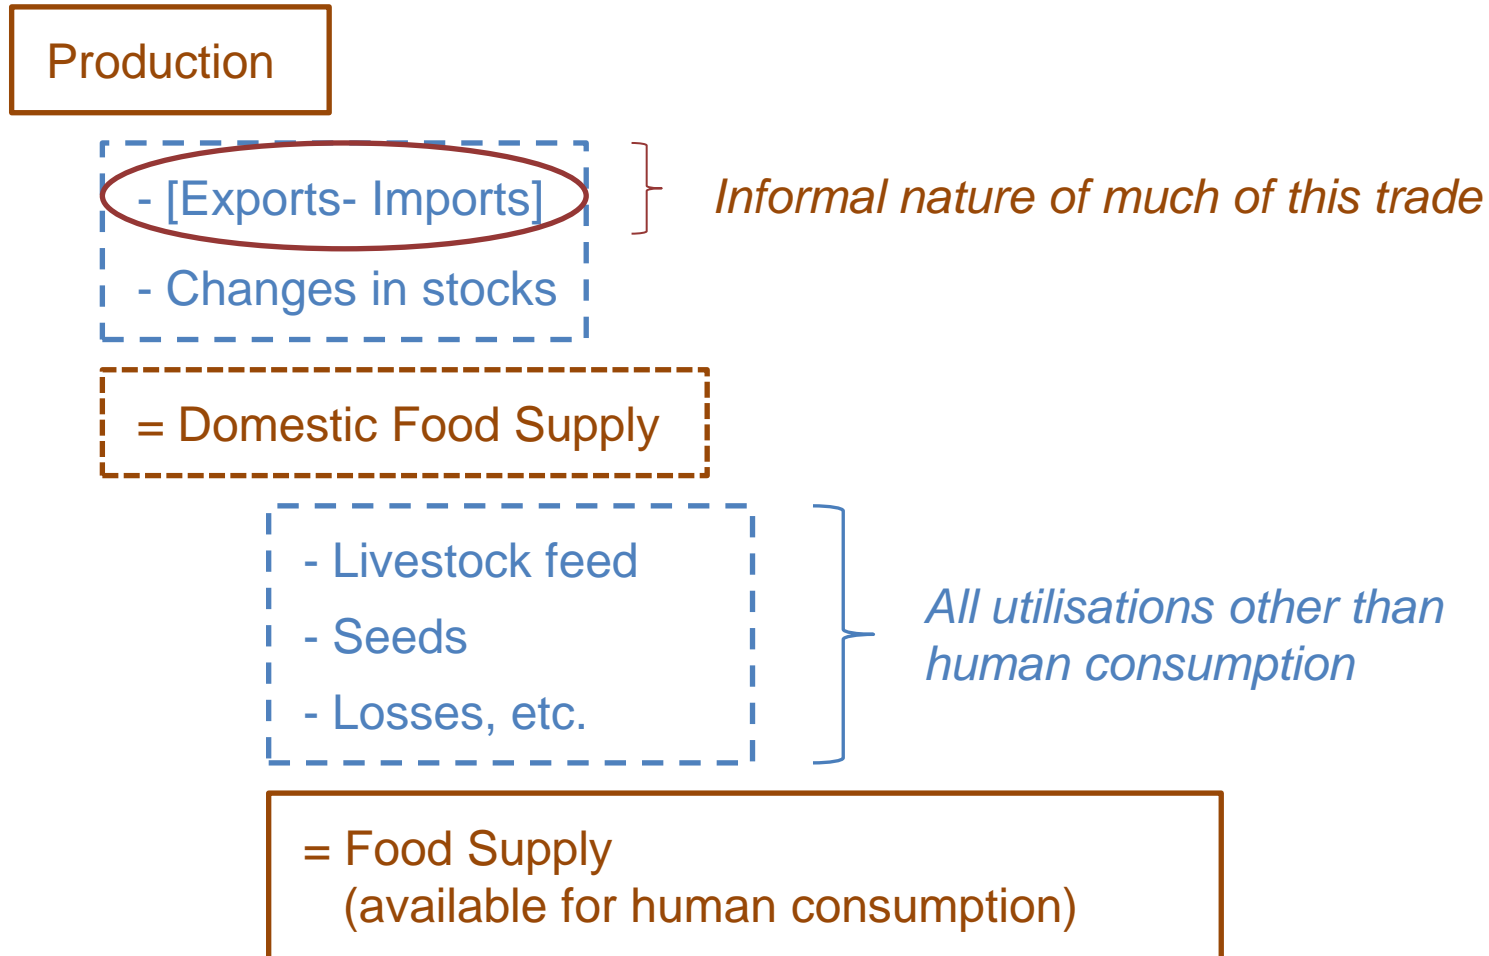 Production
- [Exports- Imports]
Informal nature of much of this trade
- Changes in stocks
= Domestic Food Supply
- Livestock feed
- Seeds
- Losses, etc.
All utilisations other than
human consumption
= Food Supply
(available for human consumption)